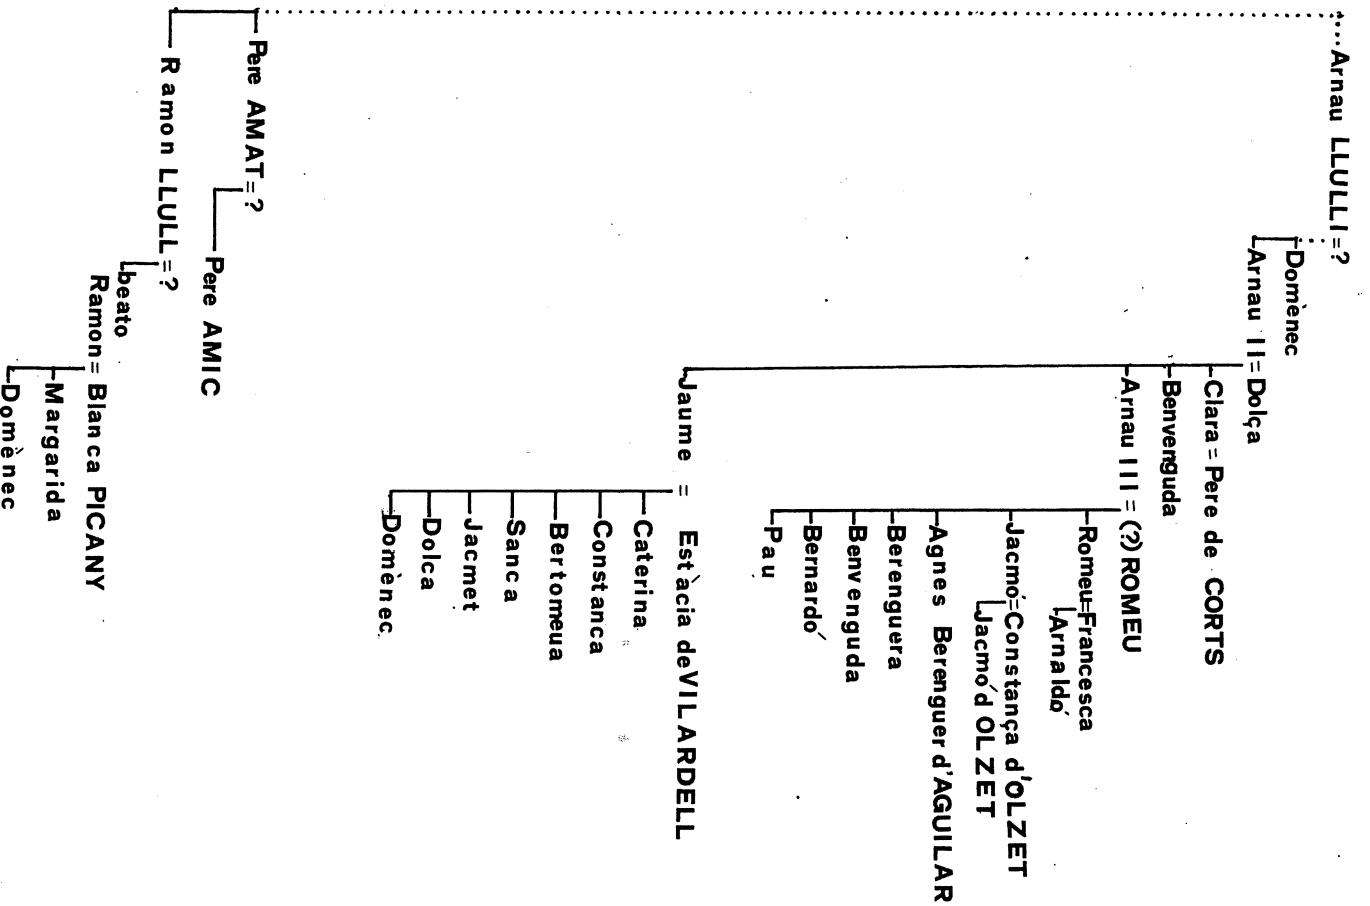 Arnau LLULL I = ?
Domènec
Arnau II = Dolça
Clara = Pere de CORTS
Benvenguda
Arnau III = (?) ROMEU
Romeu=Francesca
Arnaldó
Jacmó=Constança d'OLZET
Jacmó d'OLZET
Agnes Berenguer d'AGUILAR
Berenguera
Benvenguda
Bernardó
Pau
Jaume = Estàcia de VILARDELL
Caterina
Constanca
Bertomeua
Sanca
Jacmet
Dolca
Domènec
Pere AMAT = ?
Pere AMIC
Ramon LLULL = ?
beato
Ramon = Blanca PICANY
Margarida
Domènec